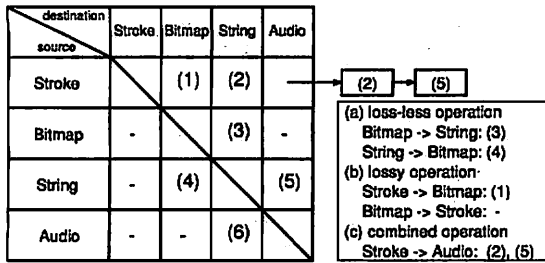 destination
source
Stroke Bitmap String Audio
Stroke (1) (2) (2) (5)
Bitmap - (3) -
String - (4) (5)
Audio - - (6)
(a) loss-less operation
Bitmap -> String: (3)
String -> Bitmap: (4)
(b) lossy operation
Stroke -> Bitmap: (1)
Bitmap -> Stroke: -
(c) combined operation
Stroke -> Audio: (2), (5)